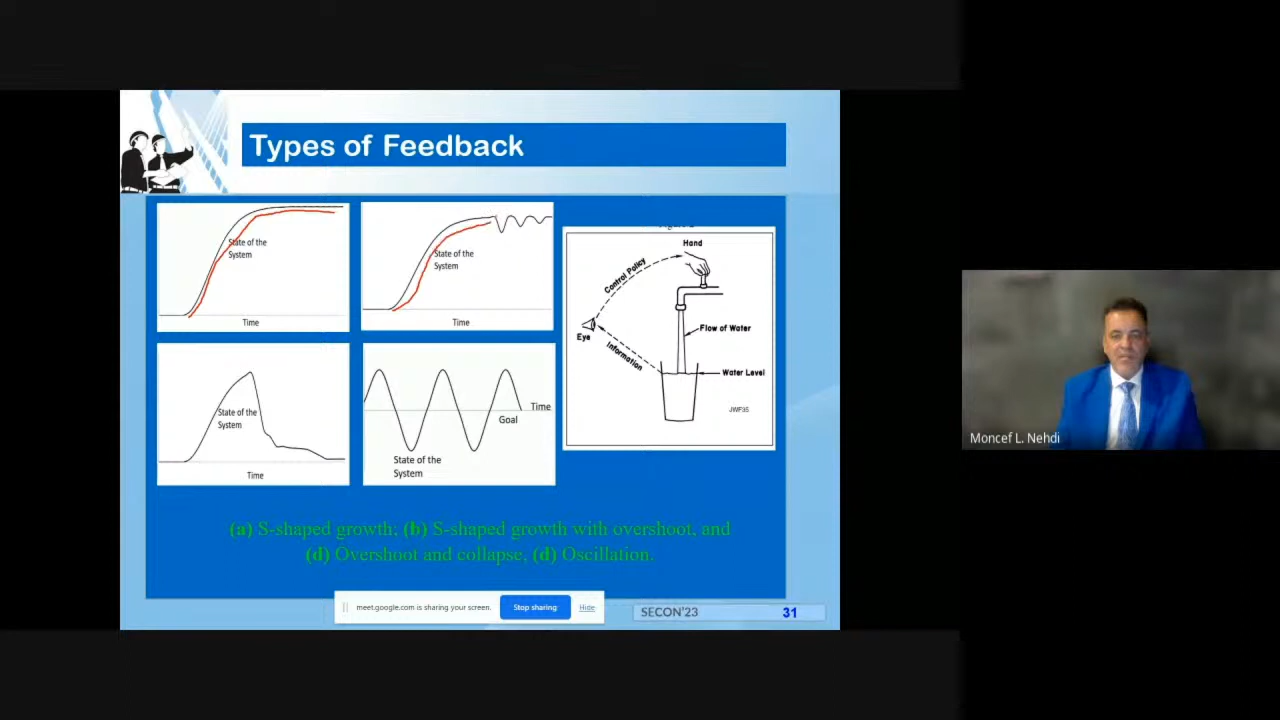 Types of Feedback
State of the
System
Time
State of the
System
Time
Hand
Control Policy
Eye
Information
Flow of Water
Water Level
JWF95
State of the
System
Time
Time
Goal
State of the
System
(a) S-shaped growth; (b) S-shaped growth with overshoot, and
(d) Overshoot and collapse, (d) Oscillation.
meet.google.com is sharing your screen.
Stop sharing
Hide
SECON'23
31
Moncef L. Nehdi